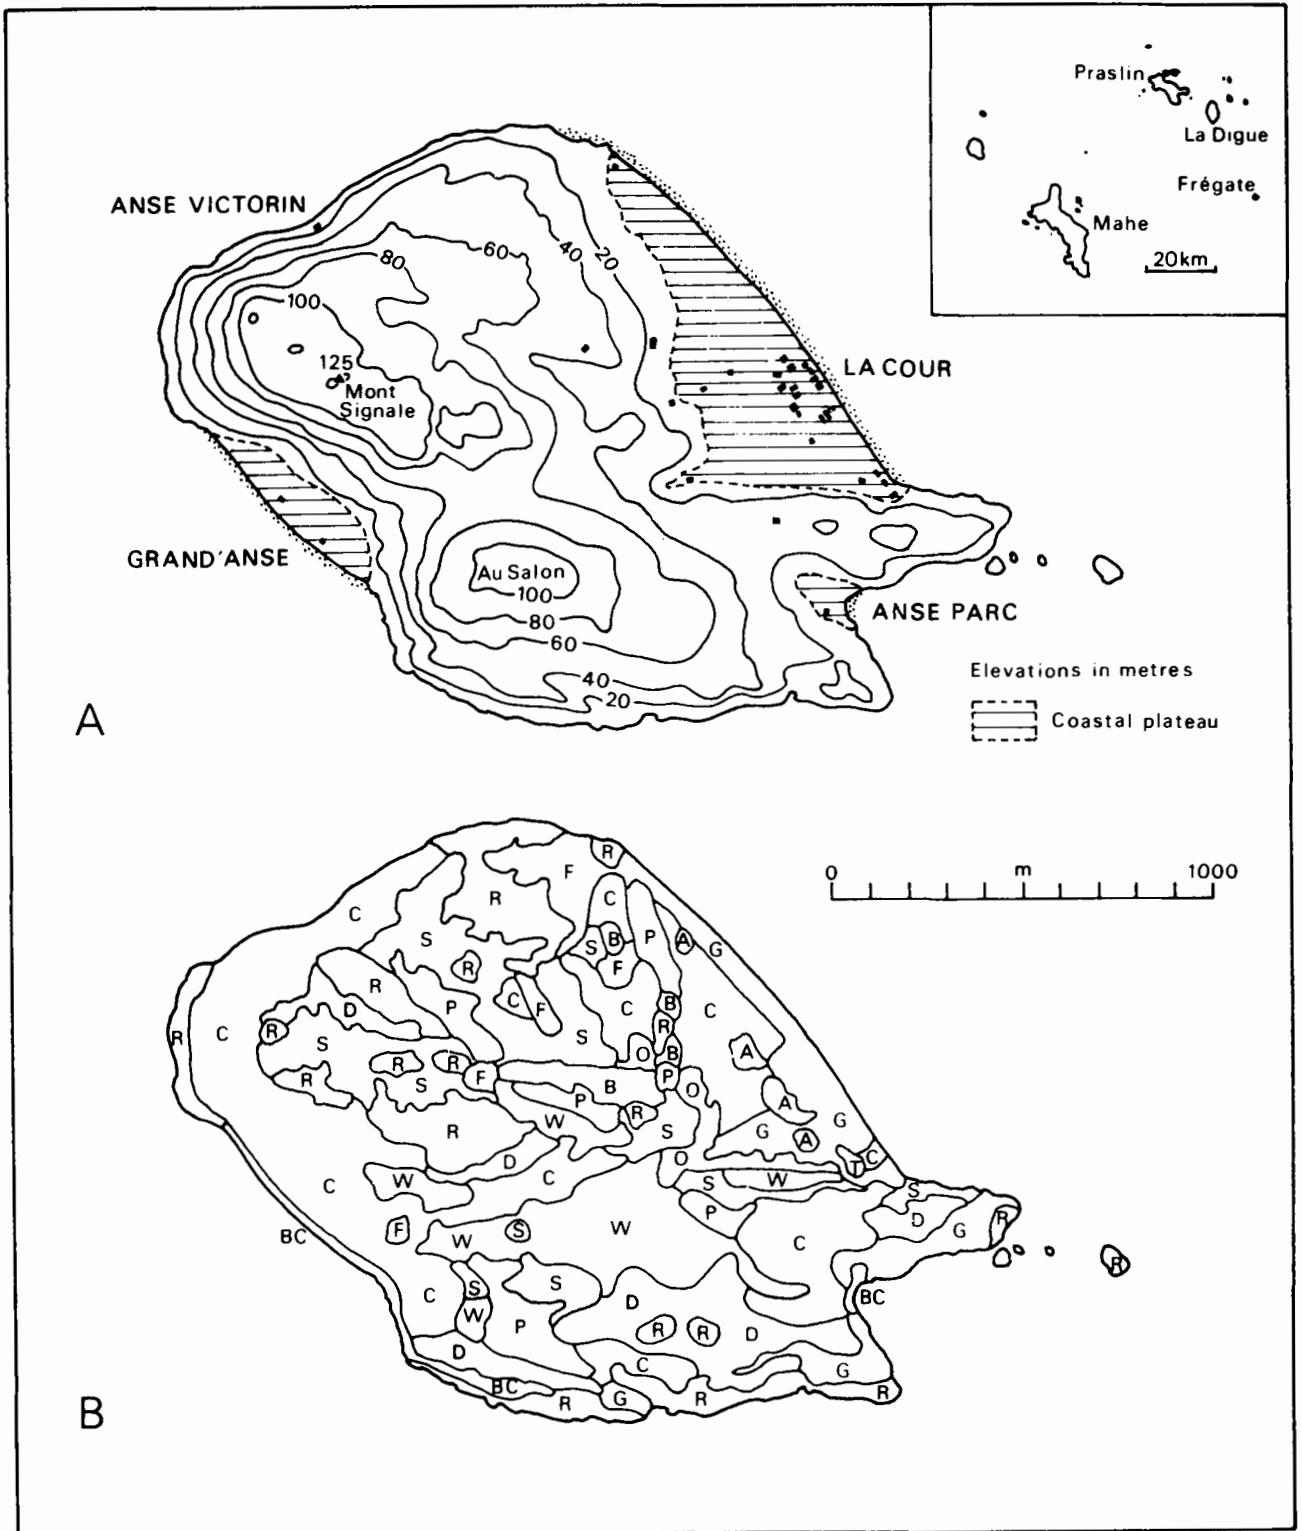 Praslin
La Digue
Frégate
Mahe
20km
ANSE VICTORIN
60
40
20
80
100
125
Mont
Signale
LA COUR
GRAND'ANSE
Au Salon
100
80
60
40
20
ANSE PARC
Elevations in metres
Coastal plateau
A
0 m 1000
R
F
C
R
C
S
S
B
P
A
G
R
F
R
P
C
F
C
B
C
D
R
C
R
S
S
R
O
B
A
R
R
F
P
R
S
B
O
P
A
R
W
S
G
A
G
R
D
O
T
C
C
W
C
S
W
S
P
D
G
R
F
W
S
W
C
BC
R
C
S
S
D
BC
W
P
R
R
D
D
C
G
BC
R
G
R
R
B